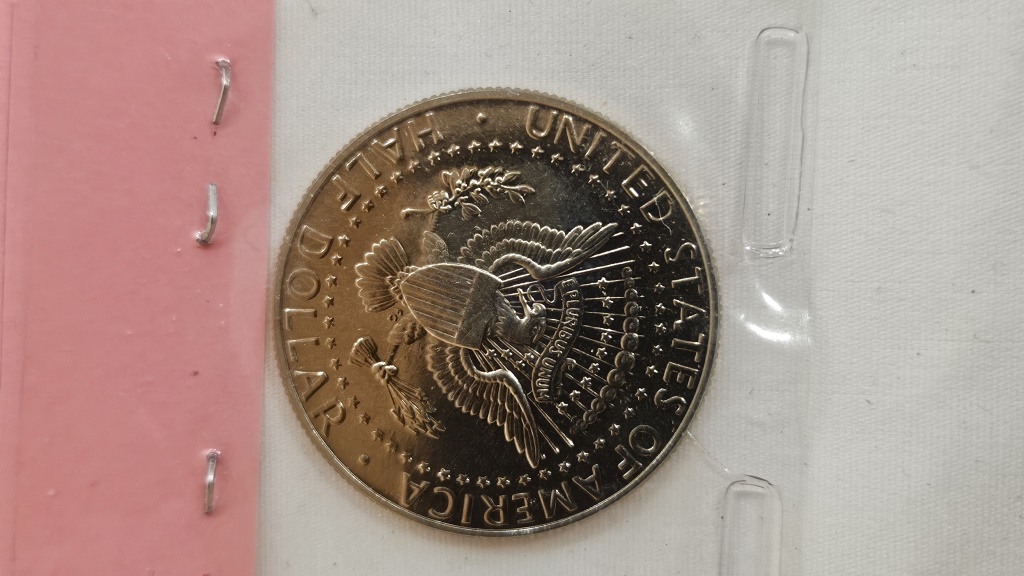 UNITED STATES OF AMERICA
E PLURIBUS UNUM
HALF DOLLAR